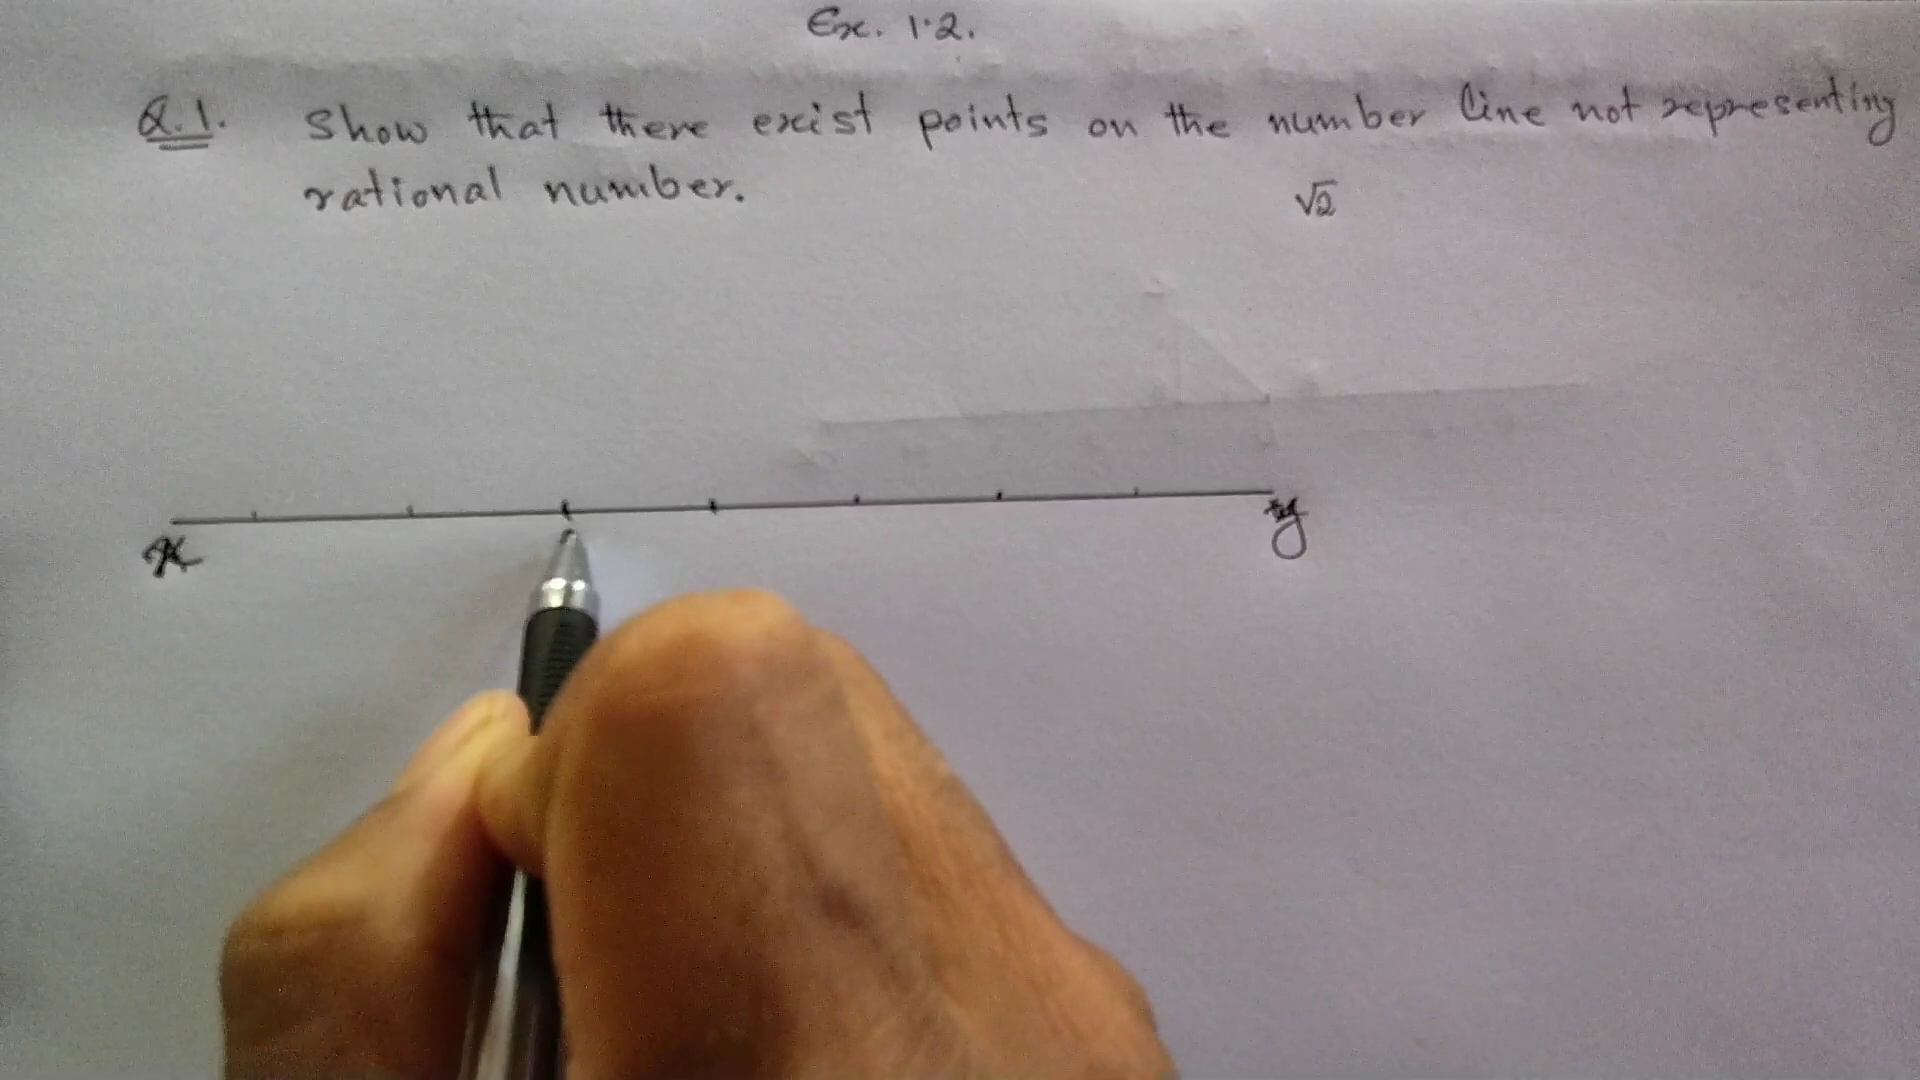 Ex. 1.2.
Q.1. Show that there exist points on the number line not representing
rational number.
√2
x
y